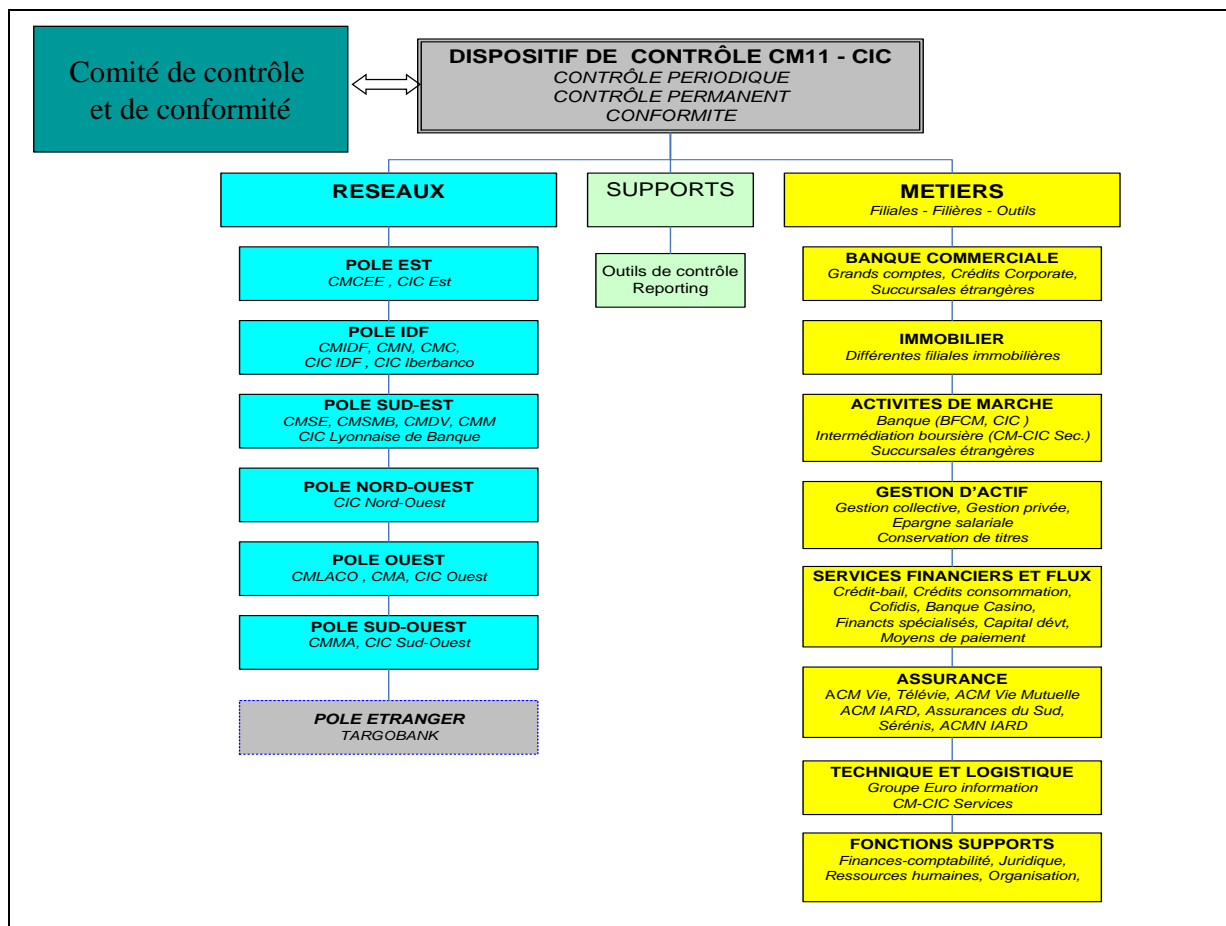 Comité de contrôle
et de conformité
DISPOSITIF DE CONTRÔLE CM11 - CIC
CONTRÔLE PERIODIQUE
CONTRÔLE PERMANENT
CONFORMITE
RESEAUX
POLE EST
CMCEE , CIC Est
POLE IDF
CMIDF, CMN, CMC,
CIC IDF , CIC Iberbanco
POLE SUD-EST
CMSE, CMSMB, CMDV, CMM
CIC Lyonnaise de Banque
POLE NORD-OUEST
CIC Nord-Ouest
POLE OUEST
CMLACO , CMA, CIC Ouest
POLE SUD-OUEST
CMMA, CIC Sud-Ouest
POLE ETRANGER
TARGOBANK
SUPPORTS
Outils de contrôle
Reporting
METIERS
Filiales - Filières - Outils
BANQUE COMMERCIALE
Grands comptes, Crédits Corporate,
Succursales étrangères
IMMOBILIER
Différentes filiales immobilières
ACTIVITES DE MARCHE
Banque (BFCM, CIC )
Intermédiation boursière (CM-CIC Sec.)
Succursales étrangères
GESTION D'ACTIF
Gestion collective, Gestion privée,
Epargne salariale
Conservation de titres
SERVICES FINANCIERS ET FLUX
Crédit-bail, Crédits consommation,
Cofidis, Banque Casino,
Financts spécialisés, Capital dévt,
Moyens de paiement
ASSURANCE
ACM Vie, Télévie, ACM Vie Mutuelle
ACM IARD, Assurances du Sud,
Sérénis, ACMN IARD
TECHNIQUE ET LOGISTIQUE
Groupe Euro information
CM-CIC Services
FONCTIONS SUPPORTS
Finances-comptabilité, Juridique,
Ressources humaines, Organisation,